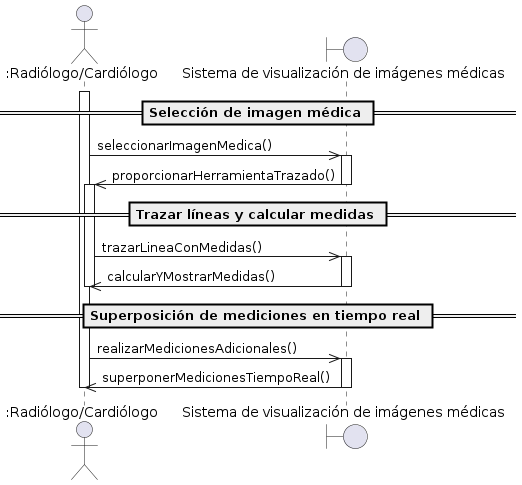 :Radiólogo/Cardiólogo Sistema de visualización de imágenes médicas
Selección de imagen médica
seleccionarImagenMedica()
proporcionarHerramientaTrazado()
Trazar líneas y calcular medidas
trazarLineaConMedidas()
calcularYMostrarMedidas()
Superposición de mediciones en tiempo real
realizarMedicionesAdicionales()
superponerMedicionesTiempoReal()
:Radiólogo/Cardiólogo Sistema de visualización de imágenes médicas